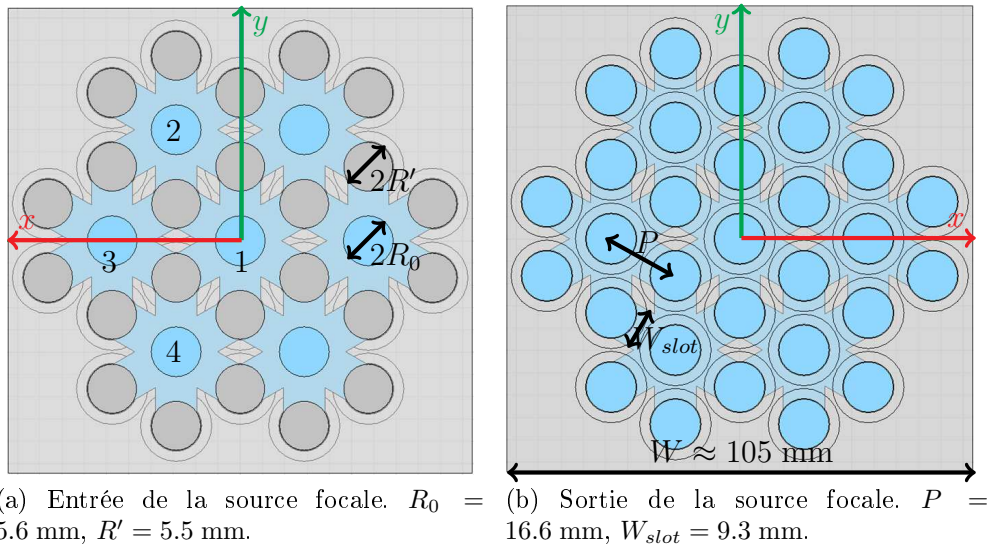 y
y
2
2R'
x
x
P
2R₀
3
1
W_slot
4
W ≈ 105 mm
(a) Entrée de la source focale. R₀ =
5.6 mm, R' = 5.5 mm.
(b) Sortie de la source focale. P =
16.6 mm, W_slot = 9.3 mm.